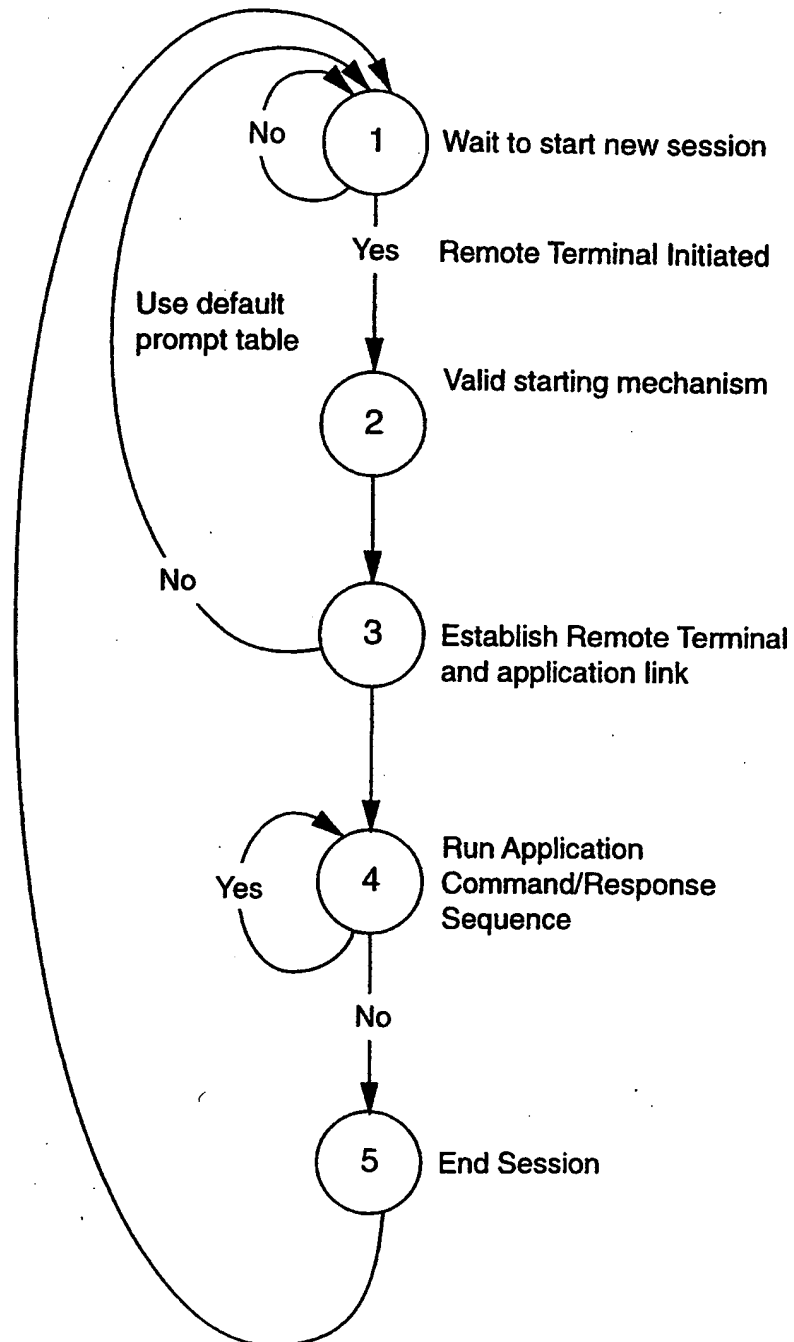 No
1
Wait to start new session
Yes
Remote Terminal Initiated
Use default
prompt table
Valid starting mechanism
2
No
3
Establish Remote Terminal
and application link
Run Application
Command/Response
Sequence
4
Yes
No
5
End Session